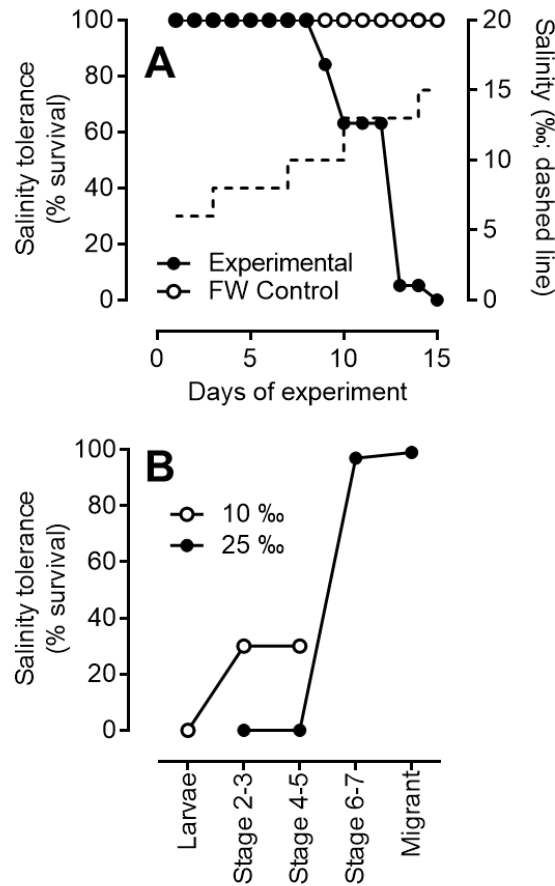 A
Salinity tolerance
(% survival)
100
80
60
40
20
0
Experimental
FW Control
20
15
10
5
0
Salinity (‰; dashed line)
0 5 10 15
Days of experiment
B
Salinity tolerance
(% survival)
100
80
60
40
20
0
10 ‰
25 ‰
Larvae
Stage 2-3
Stage 4-5
Stage 6-7
Migrant